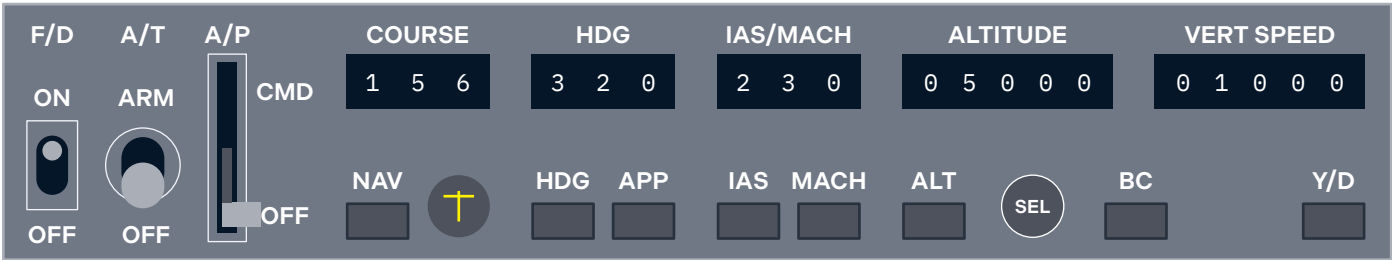 F/D A/T A/P COURSE HDG IAS/MACH ALTITUDE VERT SPEED
1 5 6 3 2 0 2 3 0 0 5 0 0 0 0 1 0 0 0
ON ARM CMD
NAV HDG APP IAS MACH ALT SEL BC Y/D
OFF OFF OFF